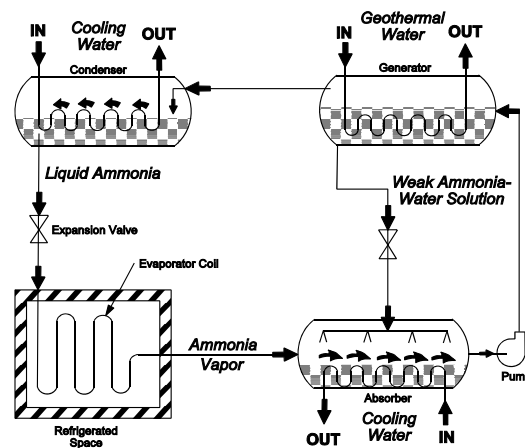 Cooling
Water
IN
OUT
Condenser
Geothermal
Water
IN
OUT
Generator
Liquid Ammonia
Weak Ammonia-
Water Solution
Expansion Valve
Evaporator Coil
Ammonia
Vapor
Refrigerated
Space
Absorber
Cooling
Water
OUT
IN